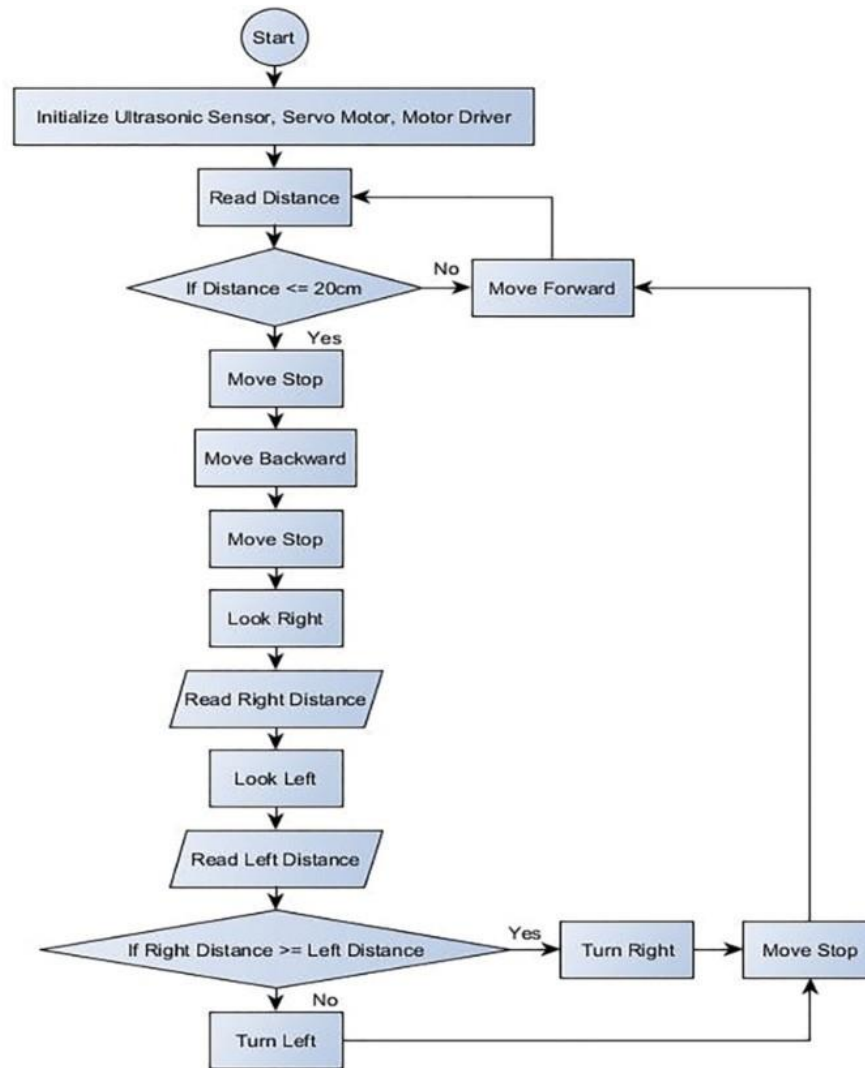 Start
Initialize Ultrasonic Sensor, Servo Motor, Motor Driver
Read Distance
If Distance <= 20cm
No
Move Forward
Yes
Move Stop
Move Backward
Move Stop
Look Right
Read Right Distance
Look Left
Read Left Distance
If Right Distance >= Left Distance
Yes
Turn Right
Move Stop
No
Turn Left